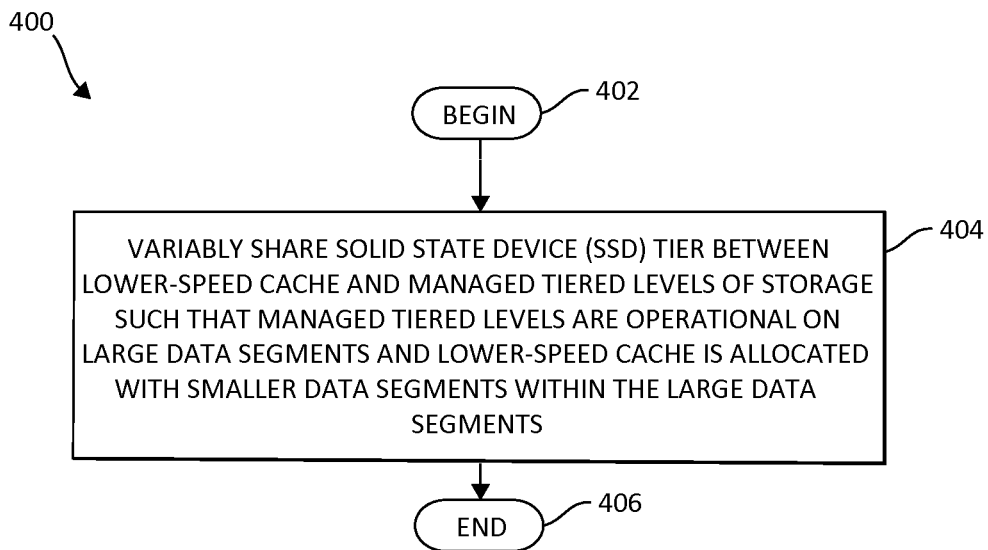 400
BEGIN
402
VARIABLY SHARE SOLID STATE DEVICE (SSD) TIER BETWEEN
LOWER-SPEED CACHE AND MANAGED TIERED LEVELS OF STORAGE
SUCH THAT MANAGED TIERED LEVELS ARE OPERATIONAL ON
LARGE DATA SEGMENTS AND LOWER-SPEED CACHE IS ALLOCATED
WITH SMALLER DATA SEGMENTS WITHIN THE LARGE DATA
SEGMENTS
404
END
406